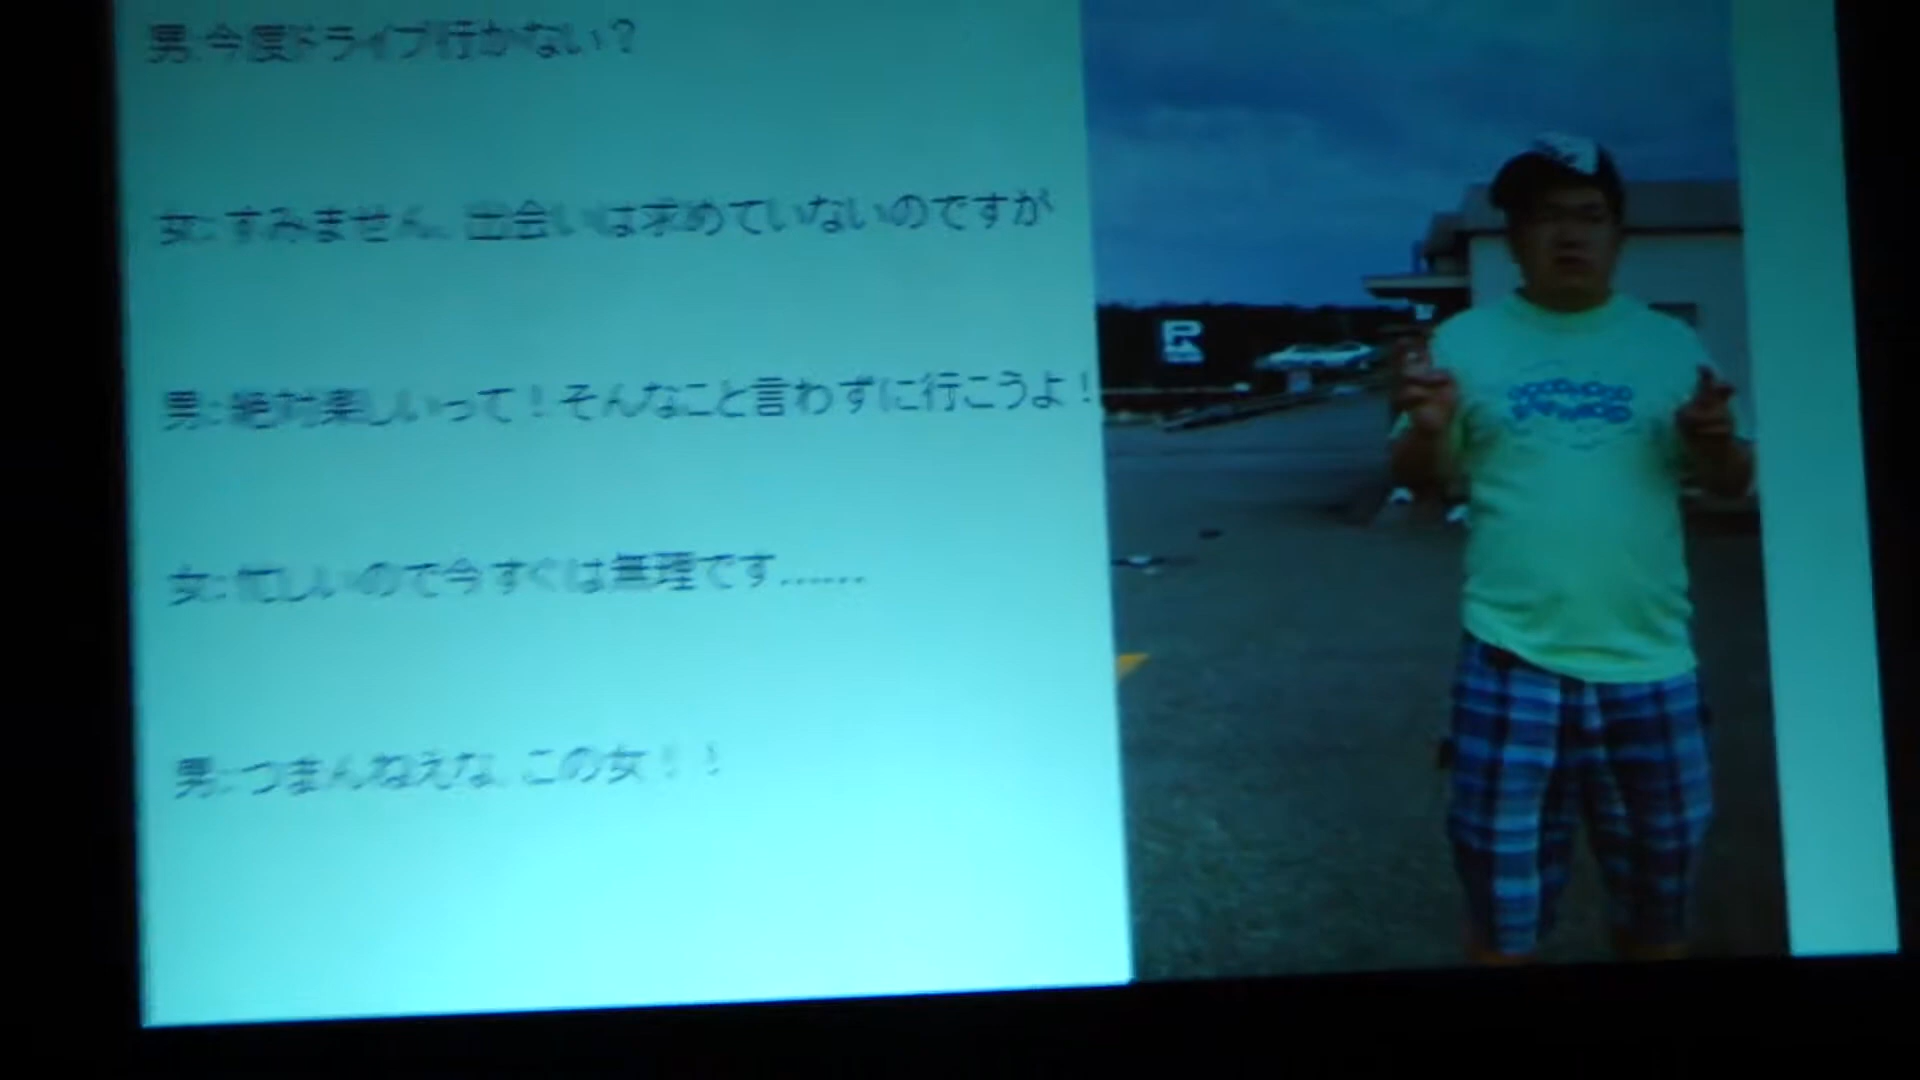 男:今度ドライブ行かない？
女:すみません、出会いは求めていないのですが
男:絶対楽しいって！そんなこと言わずに行こうよ！
女:忙しいので今すぐは無理です……
男:つまんねえな、この女！！
P